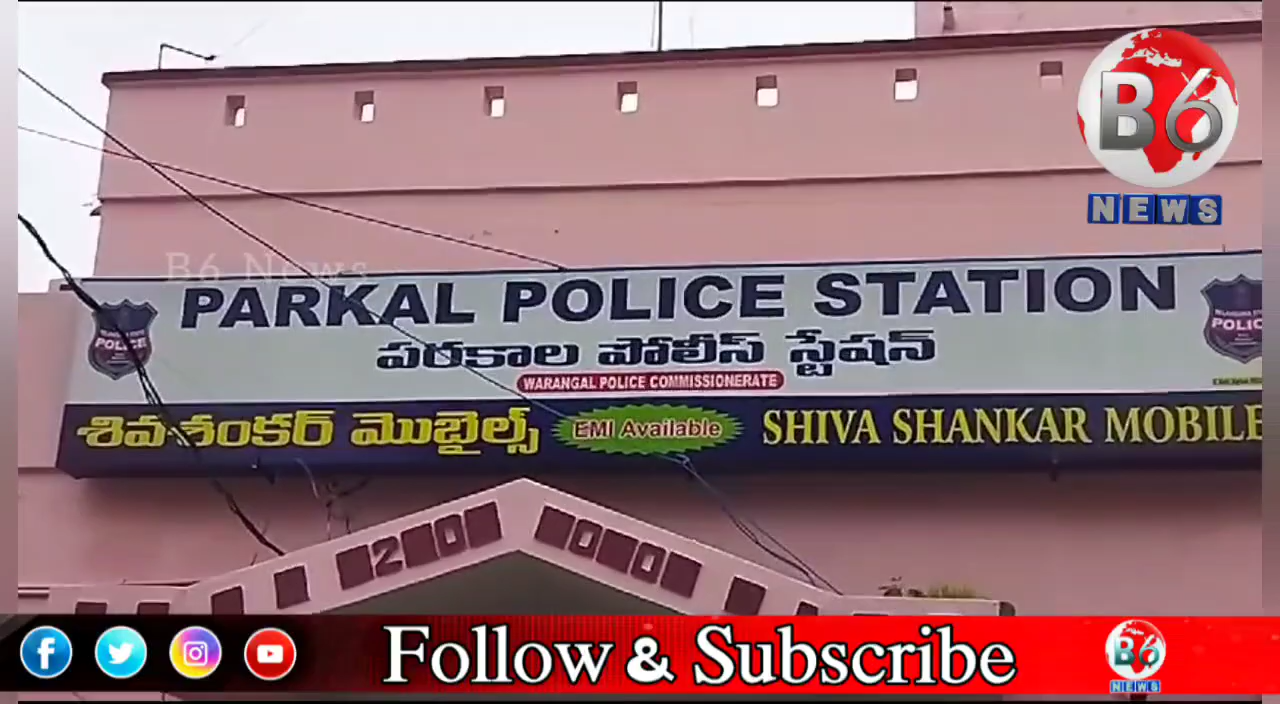 B6
NEWS
B6 News
PARKAL POLICE STATION
POLICE
POLIC
పరకాల పోలీస్ స్టేషన్
WARANGAL POLICE COMMISSIONERATE
శివశంకర్ మొబైల్స్
EMI Available
SHIVA SHANKAR MOBILE
2000
Follow & Subscribe
B6
NEWS